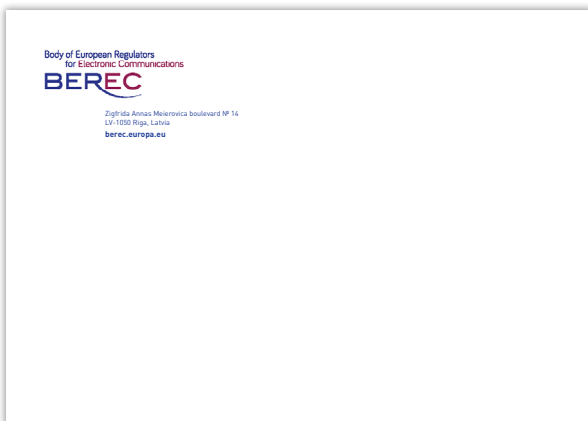 Body of European Regulators
for Electronic Communications
BEREC
Zigfrida Annas Meierovica boulevard № 14
LV-1050 Riga, Latvia
berec.europa.eu